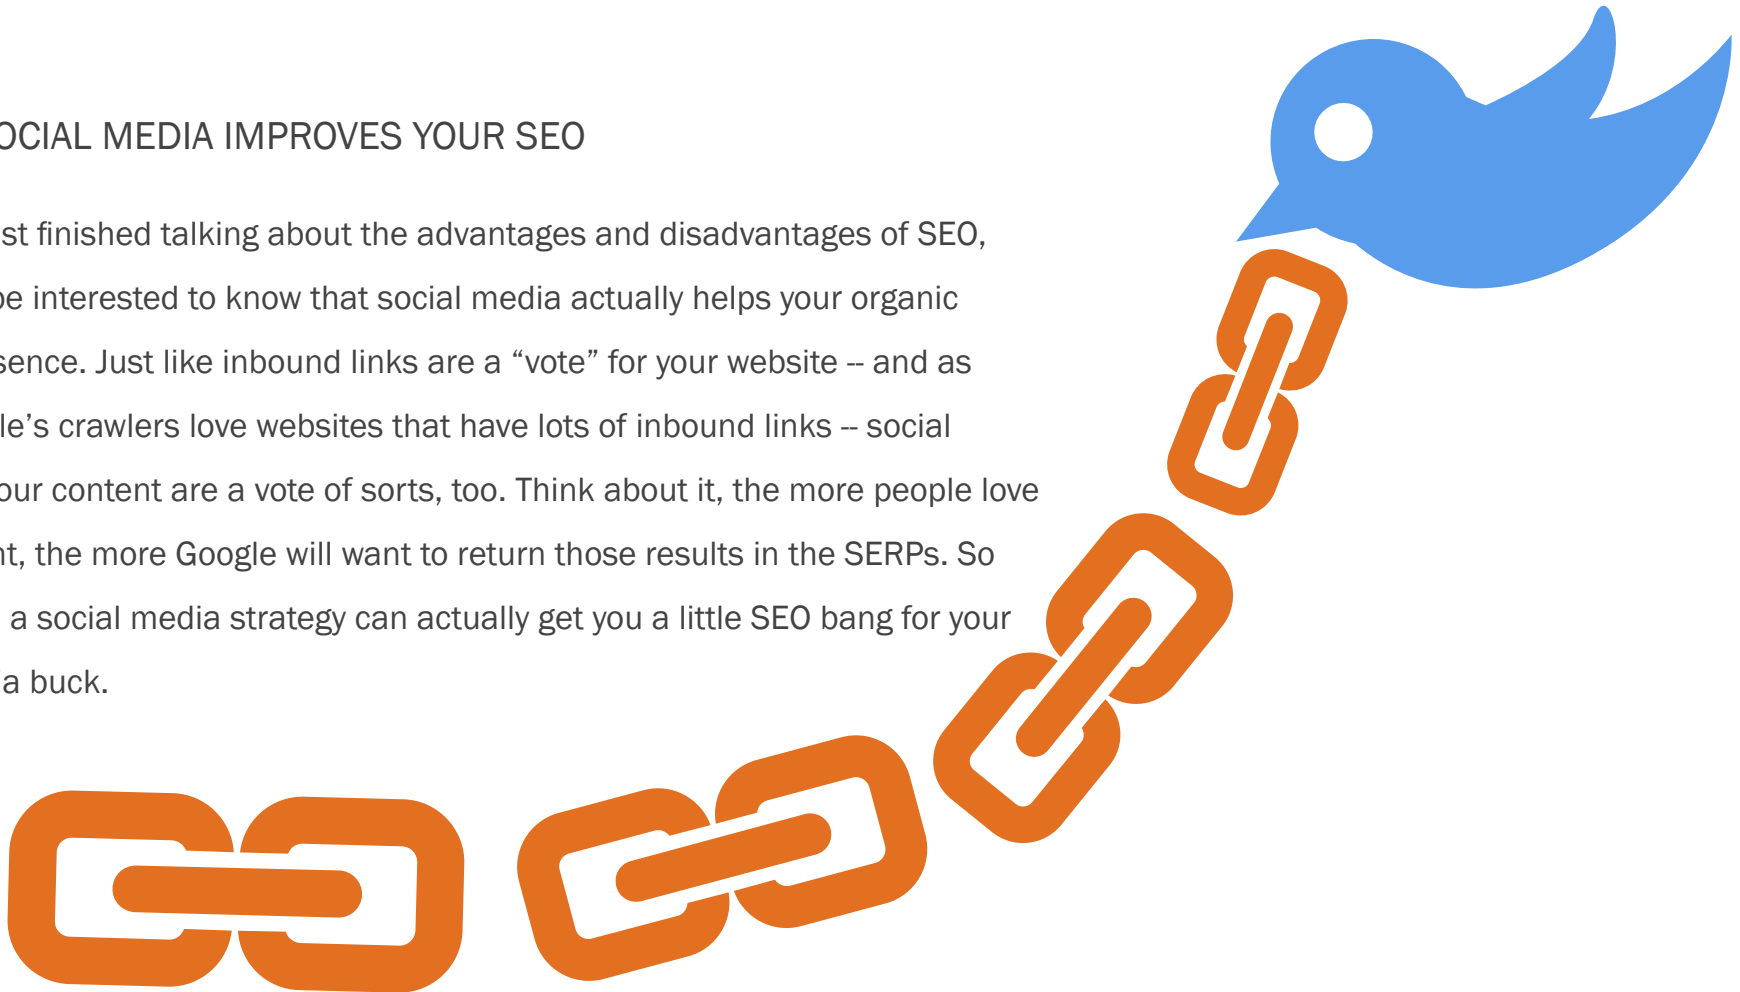 OCIAL MEDIA IMPROVES YOUR SEO
st finished talking about the advantages and disadvantages of SEO,
be interested to know that social media actually helps your organic
sence. Just like inbound links are a “vote” for your website -- and as
le’s crawlers love websites that have lots of inbound links -- social
our content are a vote of sorts, too. Think about it, the more people love
nt, the more Google will want to return those results in the SERPs. So
a social media strategy can actually get you a little SEO bang for your
a buck.